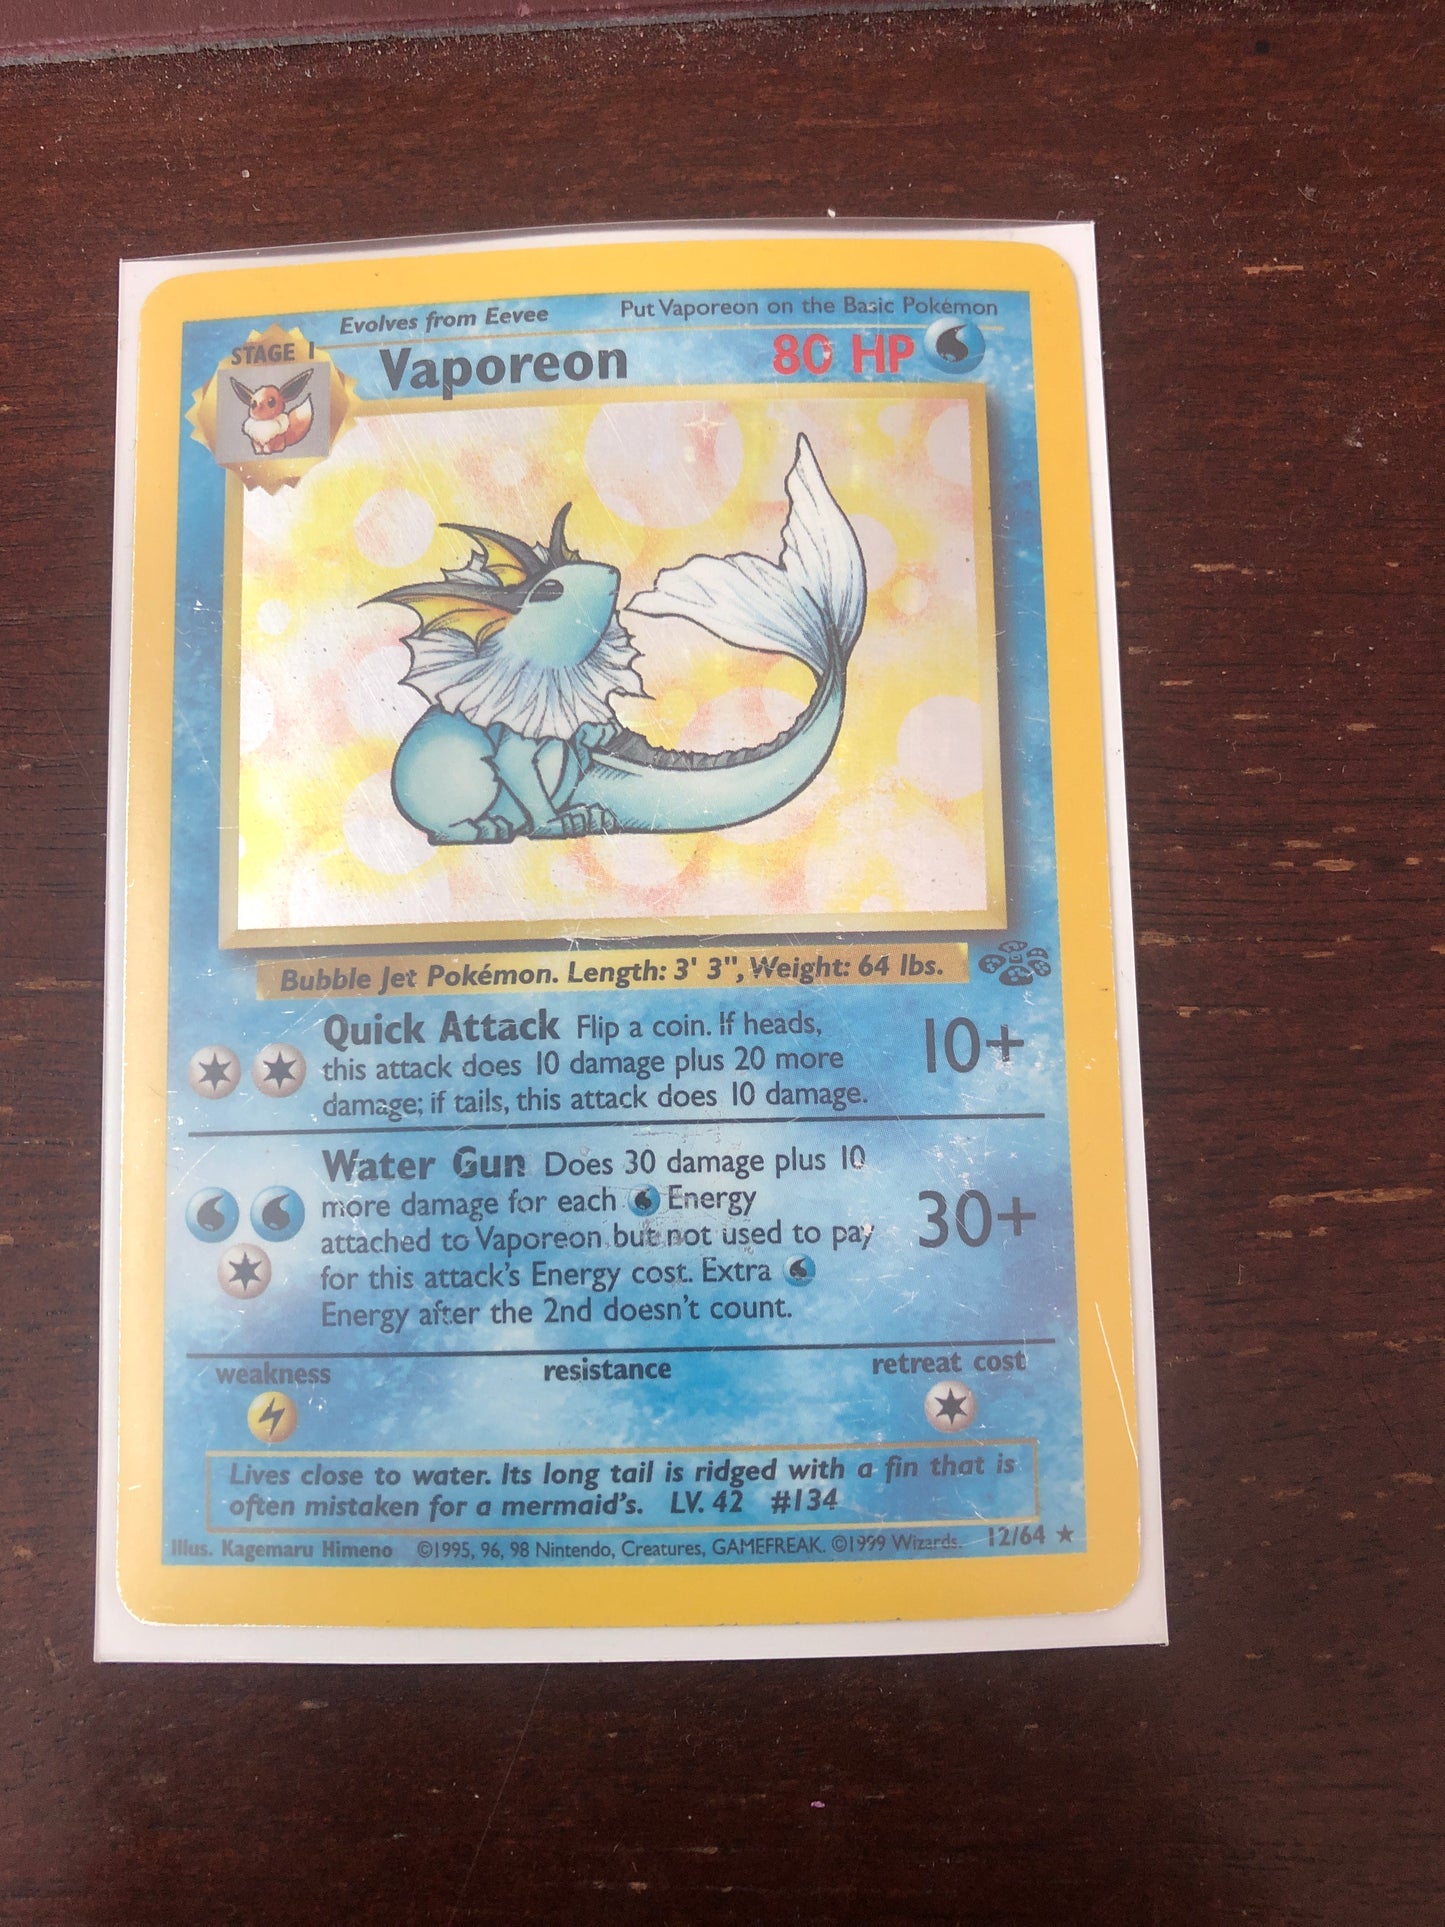 Evolves from Eevee
Put Vaporeon on the Basic Pokémon
STAGE 1
Vaporeon
80 HP
Bubble Jet Pokémon. Length: 3' 3", Weight: 64 lbs.
Quick Attack Flip a coin. If heads,
this attack does 10 damage plus 20 more
damage; if tails, this attack does 10 damage.
10+
Water Gun Does 30 damage plus 10
more damage for each Energy
attached to Vaporeon but not used to pay
for this attack's Energy cost. Extra
Energy after the 2nd doesn't count.
30+
weakness
resistance
retreat cost
Lives close to water. Its long tail is ridged with a fin that is
often mistaken for a mermaid's. LV. 42 #134
Illus. Kagemaru Himeno ©1995, 96, 98 Nintendo, Creatures, GAMEFREAK. ©1999 Wizards. 12/64 ★